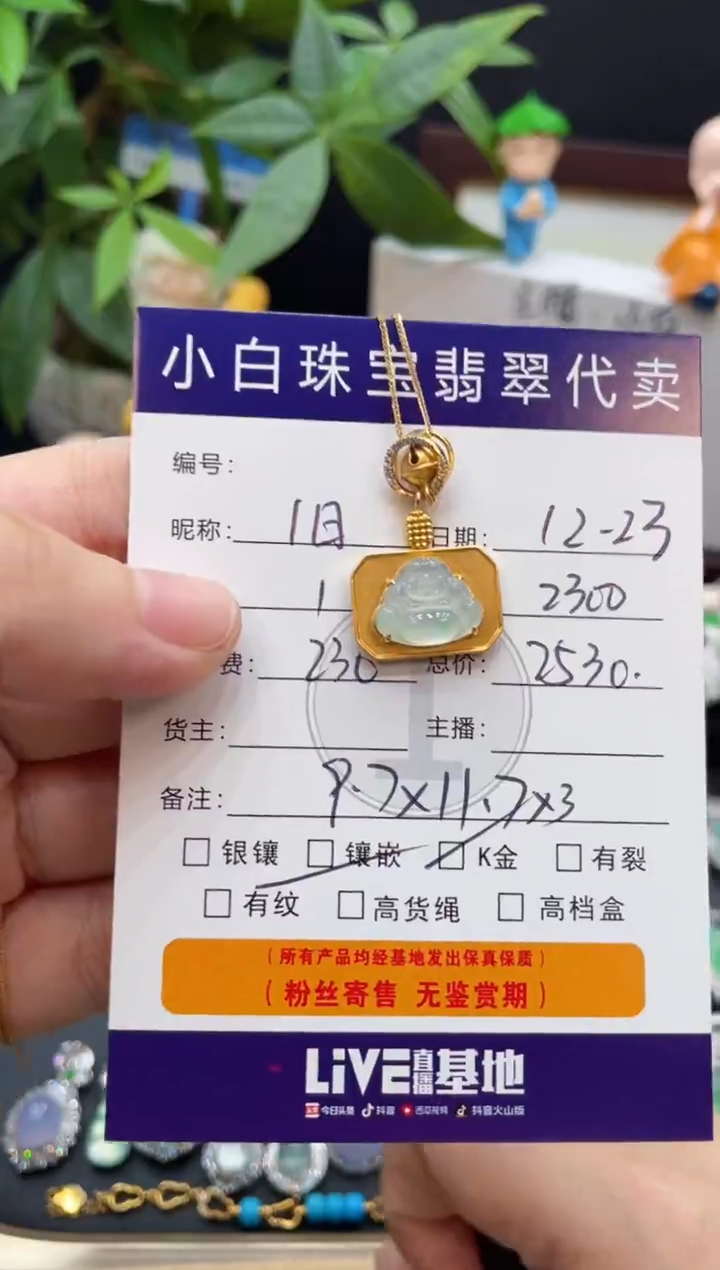 小白珠宝翡翠代卖
编号:
昵称: 1日 日期: 12-23
1 2300
费: 230 总价: 2530.
货主: 主播:
备注: 9.7x11.7x3
银镶 镶嵌 K金 有裂
有纹 高货绳 高档盒
(所有产品均经基地发出保真保质)
(粉丝寄售 无鉴赏期)
LiVE直播基地
今日头条 抖音 西瓜视频 抖音火山版